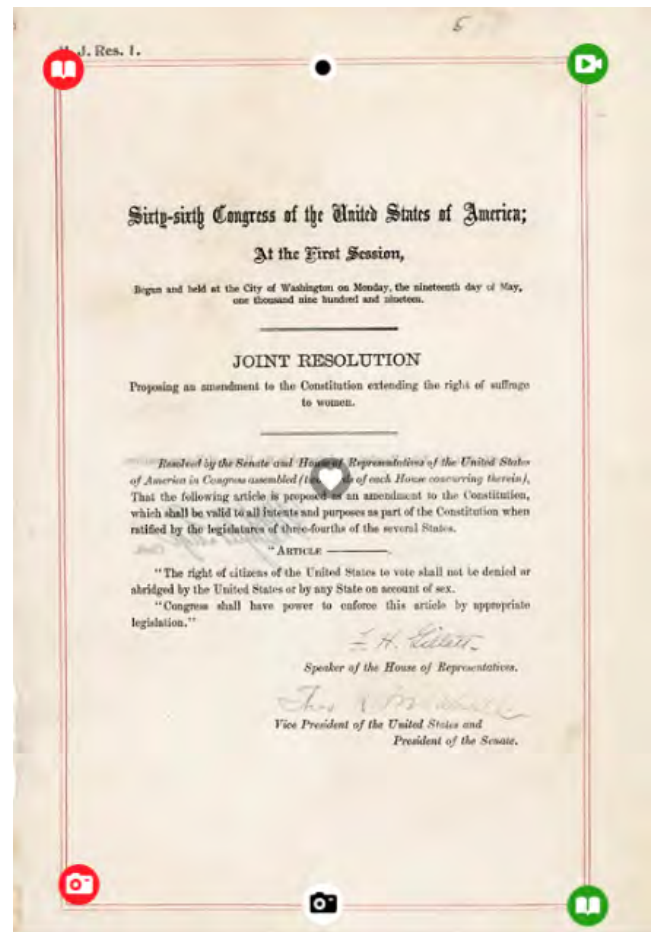 J. Res. 1.
Sixty-sixth Congress of the United States of America;
At the First Session,
Begun and held at the City of Washington on Monday, the nineteenth day of May,
one thousand nine hundred and nineteen.
JOINT RESOLUTION
Proposing an amendment to the Constitution extending the right of suffrage
to women.
Resolved by the Senate and House of Representatives of the United States
of America in Congress assembled (two of each House concurring therein),
That the following article is proposed as an amendment to the Constitution,
which shall be valid to all intents and purposes as part of the Constitution when
ratified by the legislatures of three-fourths of the several States.
"ARTICLE ———.
"The right of citizens of the United States to vote shall not be denied or
abridged by the United States or by any State on account of sex.
"Congress shall have power to enforce this article by appropriate
legislation."
F. H. Gillett
Speaker of the House of Representatives.
Vice President of the United States and
President of the Senate.